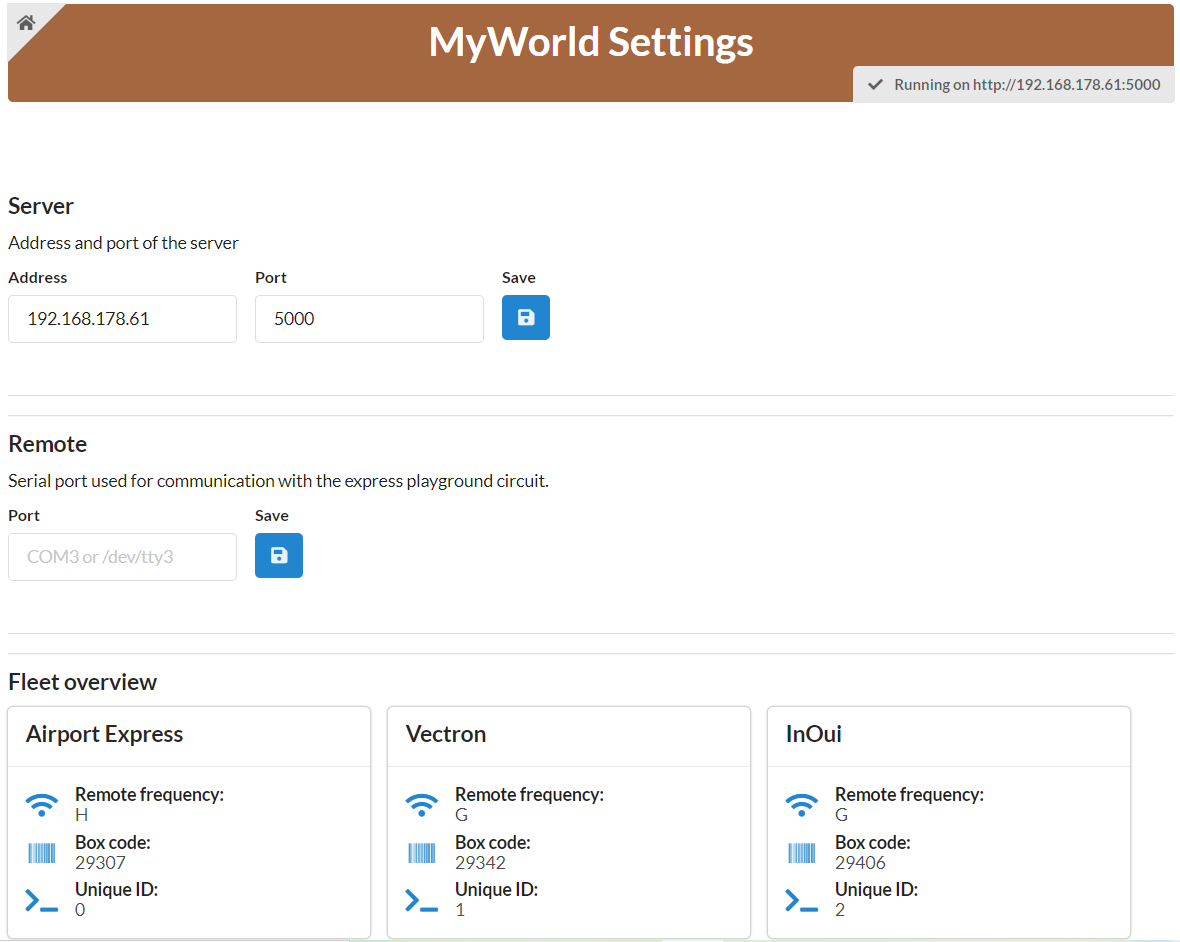 MyWorld Settings
Running on http://192.168.178.61:5000
Server
Address and port of the server
Address Port Save
192.168.178.61 5000
Remote
Serial port used for communication with the express playground circuit.
Port Save
COM3 or /dev/tty3
Fleet overview
Airport Express Vectron InOui
Remote frequency: Remote frequency: Remote frequency:
H G G
Box code: Box code: Box code:
29307 29342 29406
Unique ID: Unique ID: Unique ID:
0 1 2